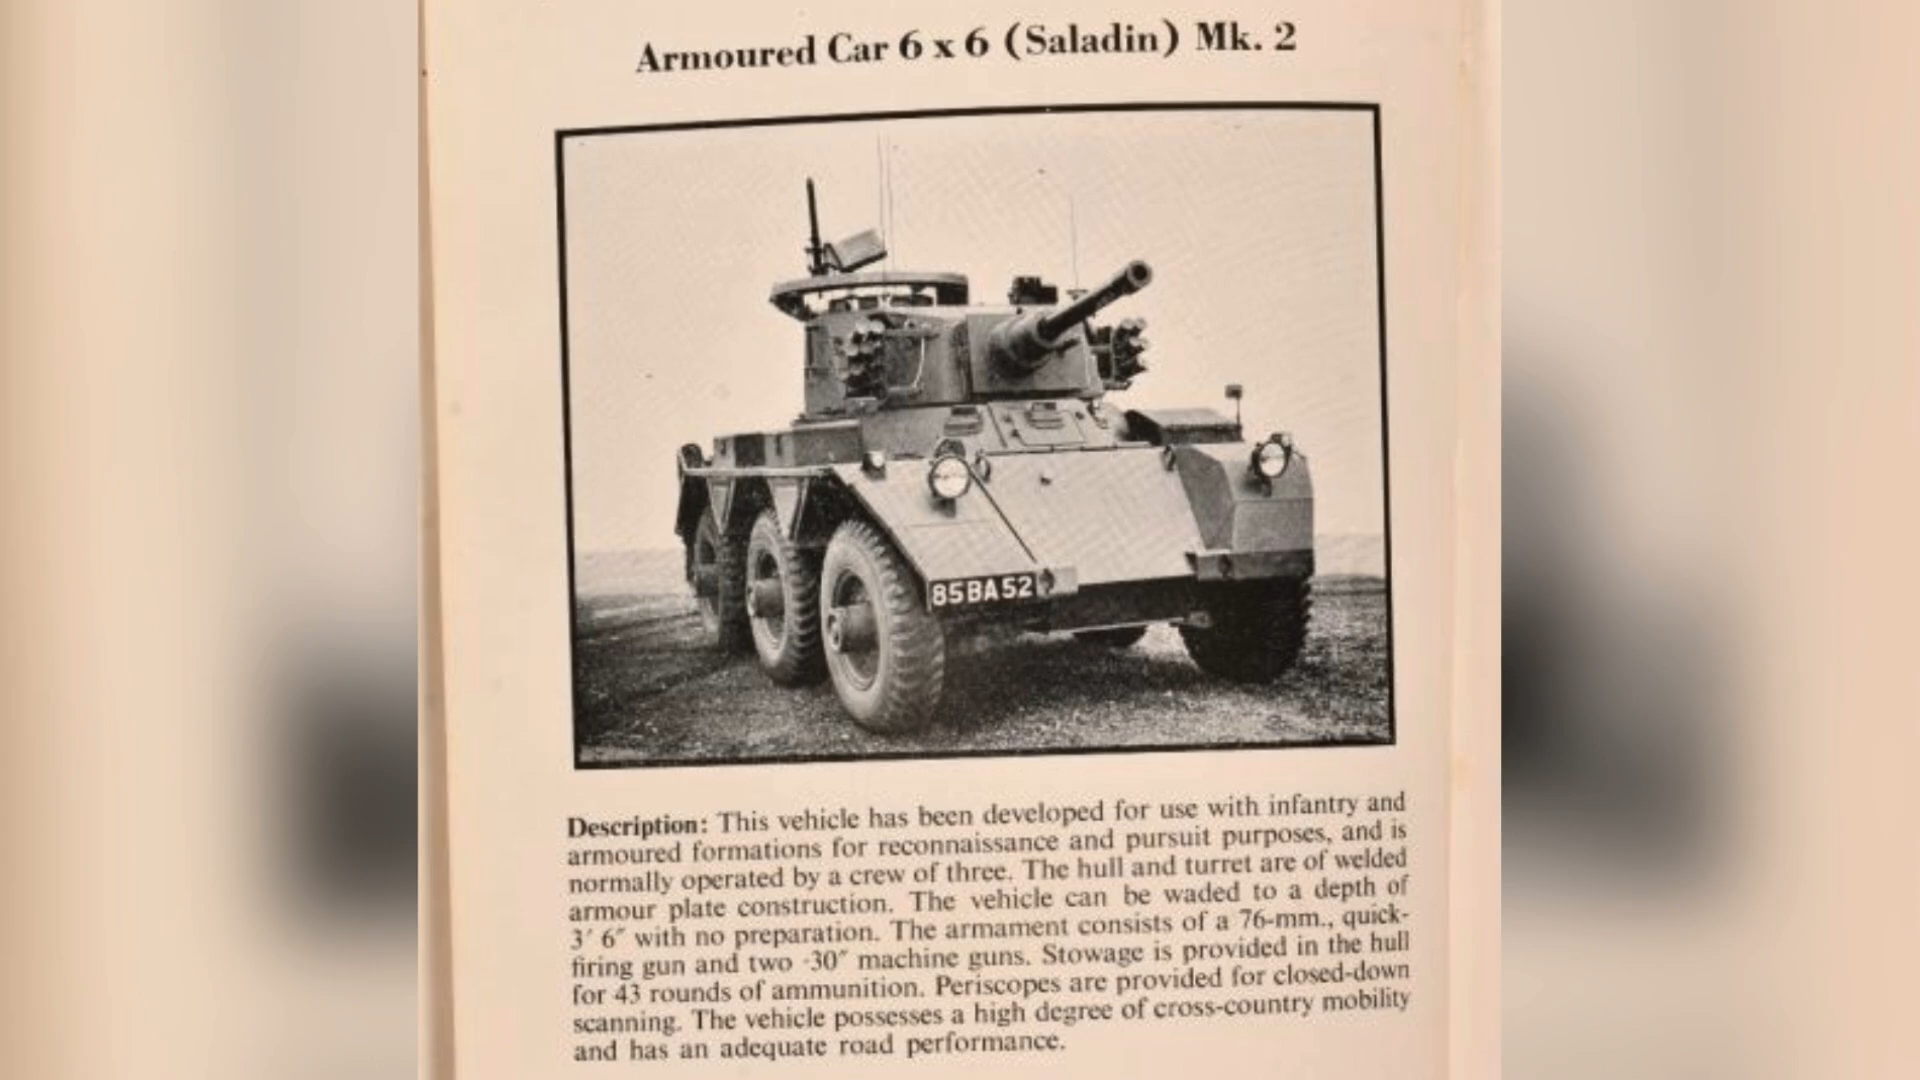 Armoured Car 6 x 6 (Saladin) Mk. 2
85BA52
Description: This vehicle has been developed for use with infantry and
armoured formations for reconnaissance and pursuit purposes, and is
normally operated by a crew of three. The hull and turret are of welded
armour plate construction. The vehicle can be waded to a depth of
3′ 6″ with no preparation. The armament consists of a 76-mm., quick-
firing gun and two ·30″ machine guns. Stowage is provided in the hull
for 43 rounds of ammunition. Periscopes are provided for closed-down
scanning. The vehicle possesses a high degree of cross-country mobility
and has an adequate road performance.